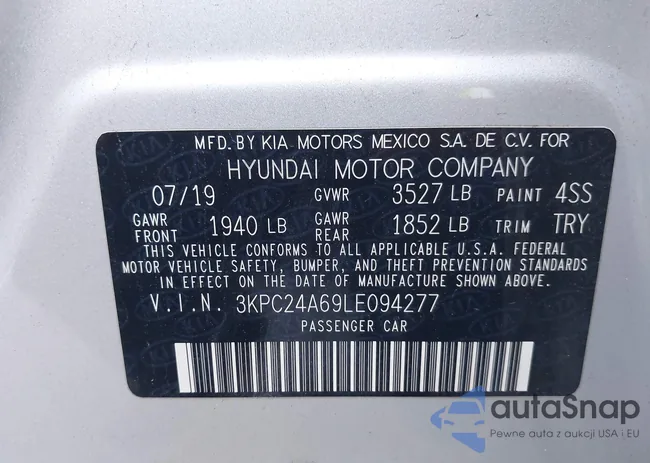 MFD. BY KIA MOTORS MEXICO S.A. DE C.V. FOR
HYUNDAI MOTOR COMPANY
07/19 GVWR 3527 LB PAINT 4SS
GAWR FRONT 1940 LB GAWR REAR 1852 LB TRIM TRY
THIS VEHICLE CONFORMS TO ALL APPLICABLE U.S.A. FEDERAL
MOTOR VEHICLE SAFETY, BUMPER, AND THEFT PREVENTION STANDARDS
IN EFFECT ON THE DATE OF MANUFACTURE SHOWN ABOVE.
V.I.N. 3KPC24A69LE094277
PASSENGER CAR
autaSnap
Pewne auta z aukcji USA i EU